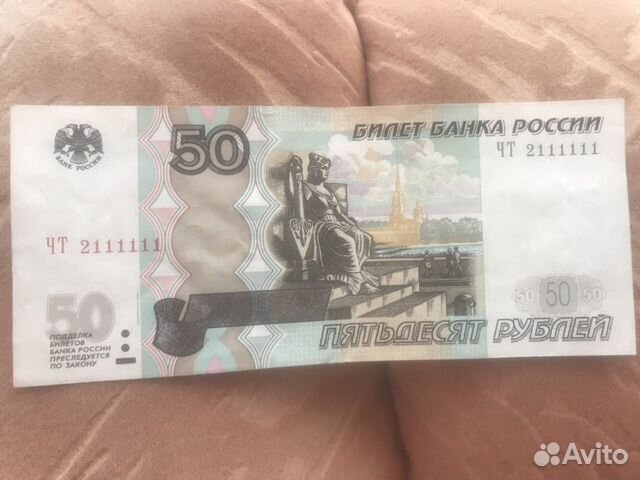 50
БИЛЕТ БАНКА РОССИИ
ЧТ 2111111
БАНК РОССИИ
ЧТ 2111111
50
50 50 50
ПОДДЕЛКА
БИЛЕТОВ
БАНКА РОССИИ
ПРЕСЛЕДУЕТСЯ
ПО ЗАКОНУ
ПЯТЬДЕСЯТ РУБЛЕЙ
Avito